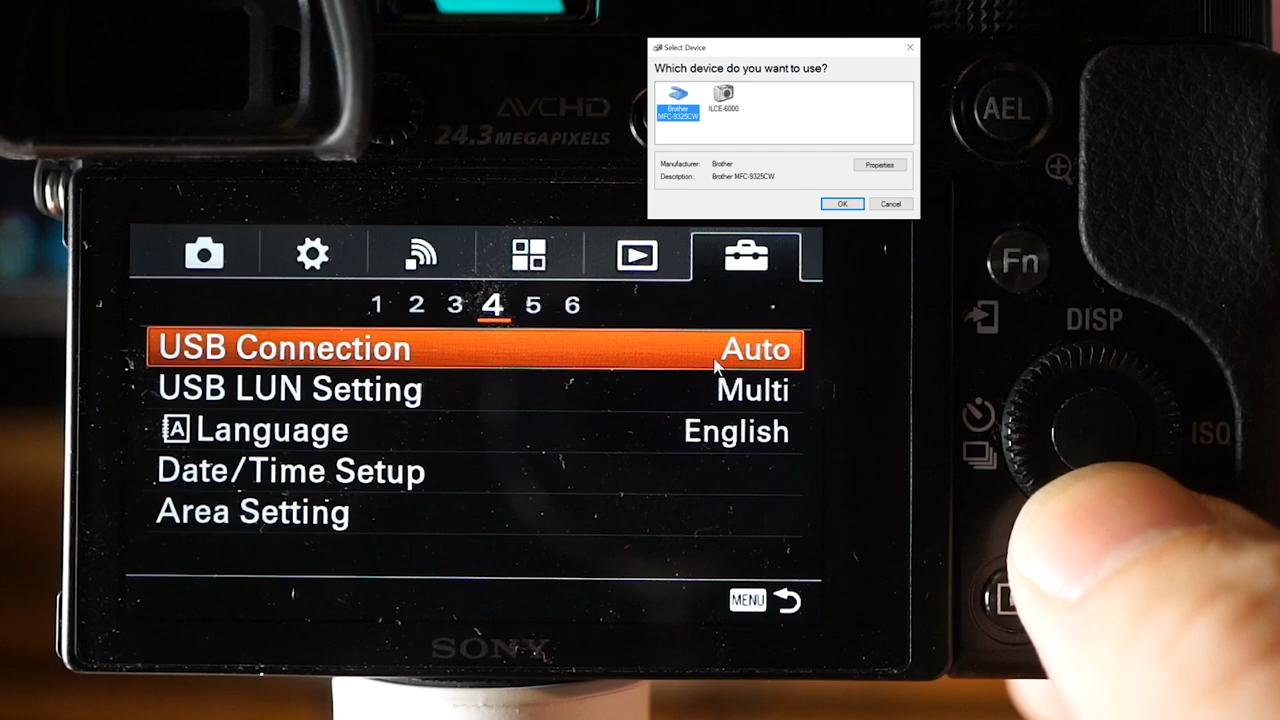 AVCHD
24.3 MEGAPIXELS
Select Device
Which device do you want to use?
Brother
MFC-9325CW
ILCE-6000
Manufacturer: Brother
Properties
Description: Brother MFC-9325CW
OK Cancel
AEL
Fn
DISP
ISO
1 2 3 4 5 6
USB Connection Auto
USB LUN Setting Multi
A Language English
Date/Time Setup
Area Setting
MENU
SONY